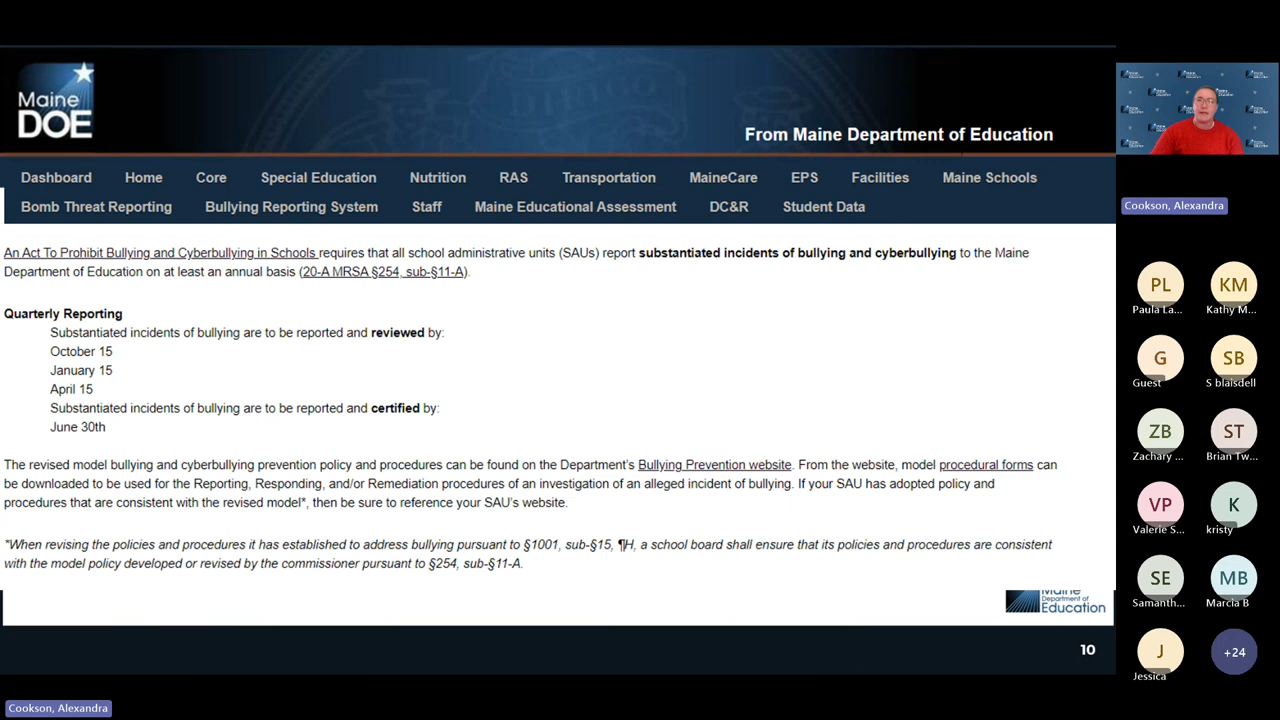 Maine
DOE
From Maine Department of Education
Dashboard Home Core Special Education Nutrition RAS Transportation MaineCare EPS Facilities Maine Schools
Bomb Threat Reporting Bullying Reporting System Staff Maine Educational Assessment DC&R Student Data
An Act To Prohibit Bullying and Cyberbullying in Schools requires that all school administrative units (SAUs) report substantiated incidents of bullying and cyberbullying to the Maine
Department of Education on at least an annual basis (20-A MRSA §254, sub-§11-A).
Quarterly Reporting
Substantiated incidents of bullying are to be reported and reviewed by:
October 15
January 15
April 15
Substantiated incidents of bullying are to be reported and certified by:
June 30th
The revised model bullying and cyberbullying prevention policy and procedures can be found on the Department's Bullying Prevention website. From the website, model procedural forms can
be downloaded to be used for the Reporting, Responding, and/or Remediation procedures of an investigation of an alleged incident of bullying. If your SAU has adopted policy and
procedures that are consistent with the revised model*, then be sure to reference your SAU's website.
*When revising the policies and procedures it has established to address bullying pursuant to §1001, sub-§15, ¶H, a school board shall ensure that its policies and procedures are consistent
with the model policy developed or revised by the commissioner pursuant to §254, sub-§11-A.
Maine
Department of
Education
10
Cookson, Alexandra
Cookson, Alexandra
PL KM
Paula La... Kathy M...
G SB
Guest S blaisdell
ZB ST
Zachary ... Brian Tw...
VP K
Valerie S... kristy
SE MB
Samanth... Marcia B
J +24
Jessica